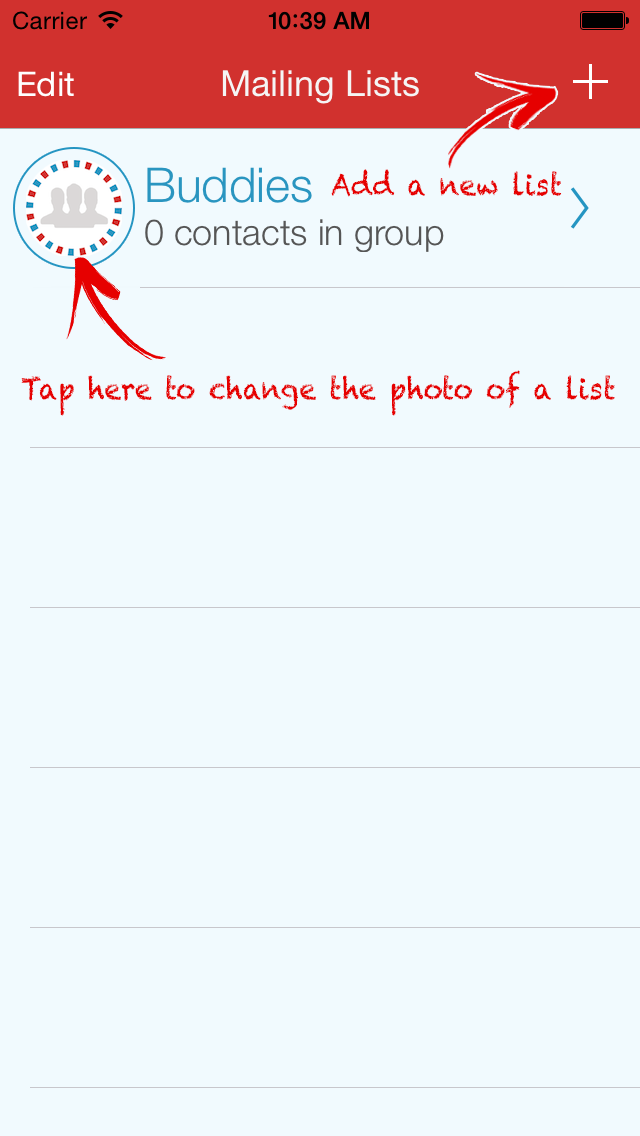 Carrier 10:39 AM
Edit Mailing Lists +
Buddies Add a new list
0 contacts in group
Tap here to change the photo of a list